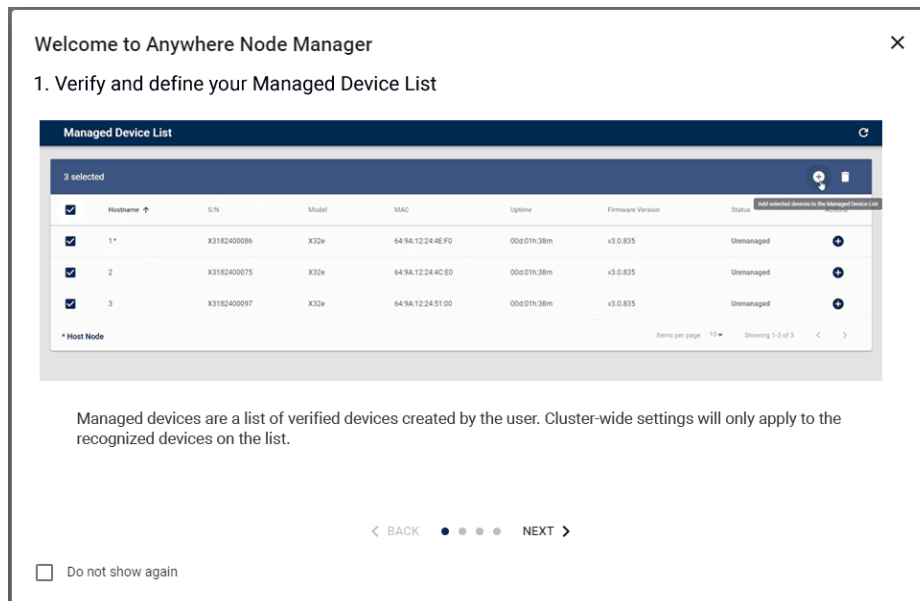 Welcome to Anywhere Node Manager
1. Verify and define your Managed Device List
Managed Device List
3 selected
Add selected devices to the Managed Device List
Hostname S/N Model MAC Uptime Firmware Version Status
1* X3182400086 X32e 64:9A:12:24:4E:F0 00d:01h:38m v3.0.835 Unmanaged
2 X3182400075 X32e 64:9A:12:24:4C:E0 00d:01h:38m v3.0.835 Unmanaged
3 X3182400097 X32e 64:9A:12:24:51:00 00d:01h:38m v3.0.835 Unmanaged
* Host Node Items per page 10 Showing 1-3 of 3
Managed devices are a list of verified devices created by the user. Cluster-wide settings will only apply to the
recognized devices on the list.
BACK NEXT
Do not show again